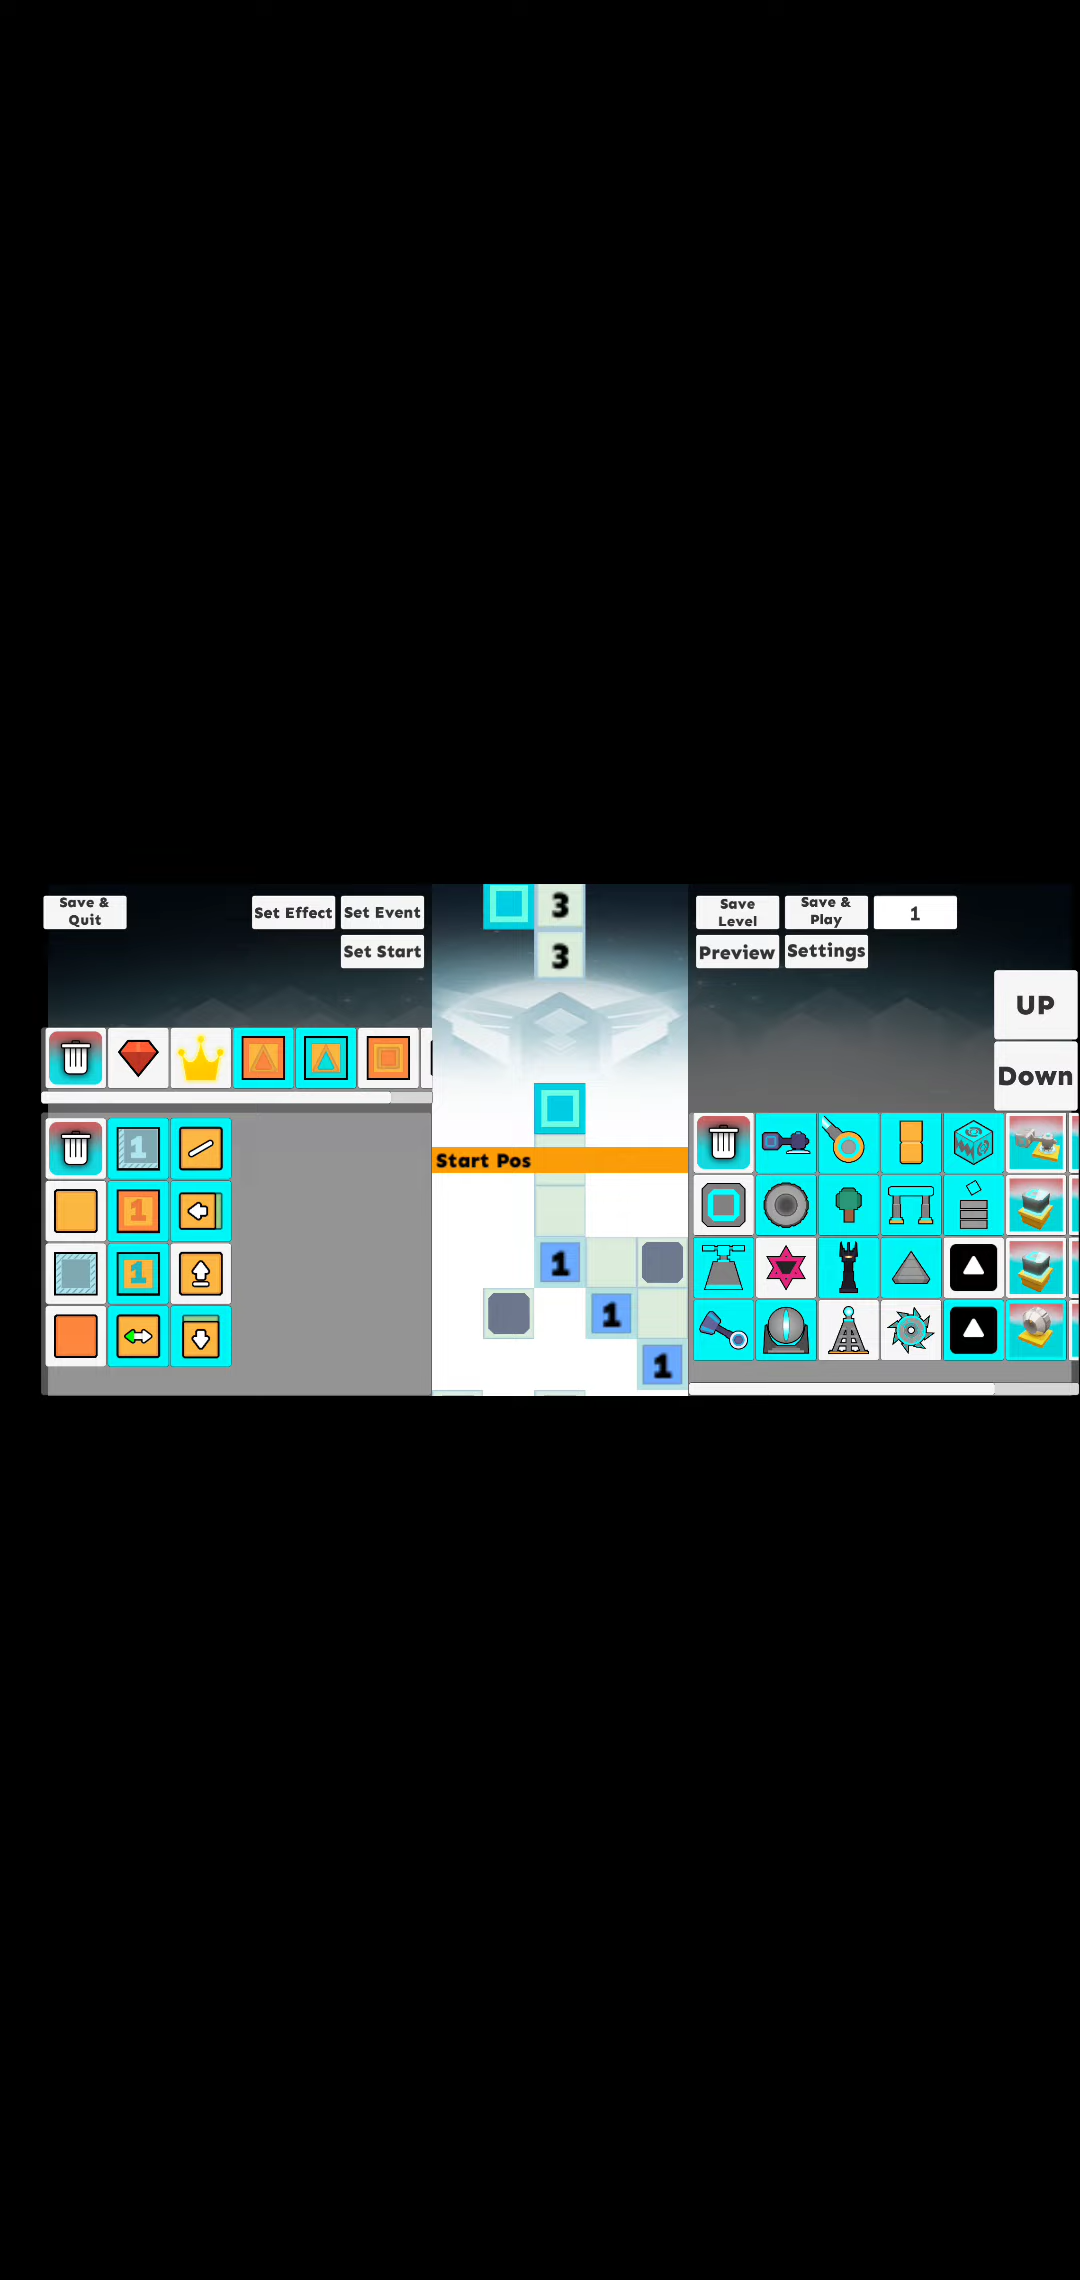 Save &
Quit
Set Effect
Set Event
Set Start
3
3
Save
Level
Save &
Play
1
Preview
Settings
UP
Down
1
1
1
Start Pos
1
1
1